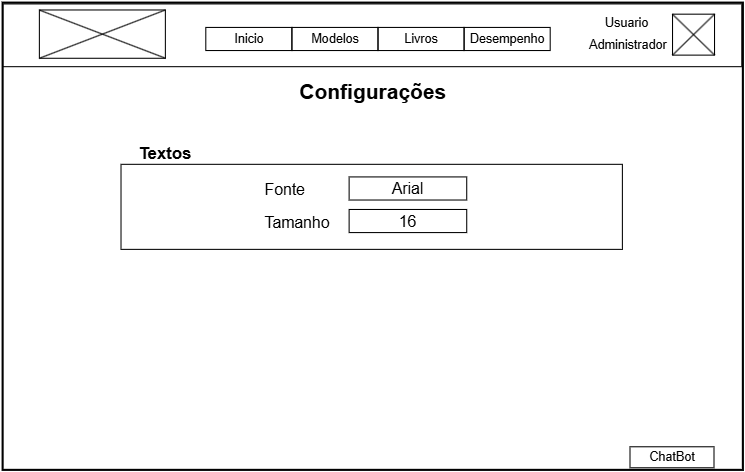 Inicio Modelos Livros Desempenho
Usuario
Administrador
Configurações
Textos
Fonte Arial
Tamanho 16
ChatBot